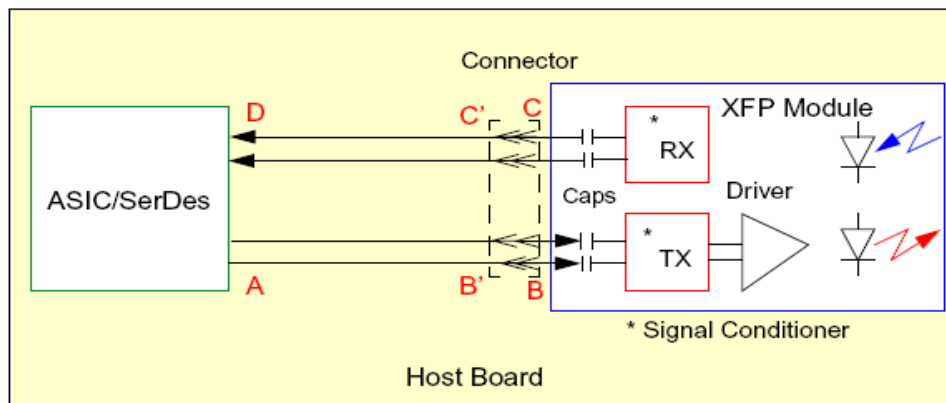 Connector
D
C'
C
XFP Module
*
RX
ASIC/SerDes
Caps
Driver
*
TX
A
B'
B
* Signal Conditioner
Host Board